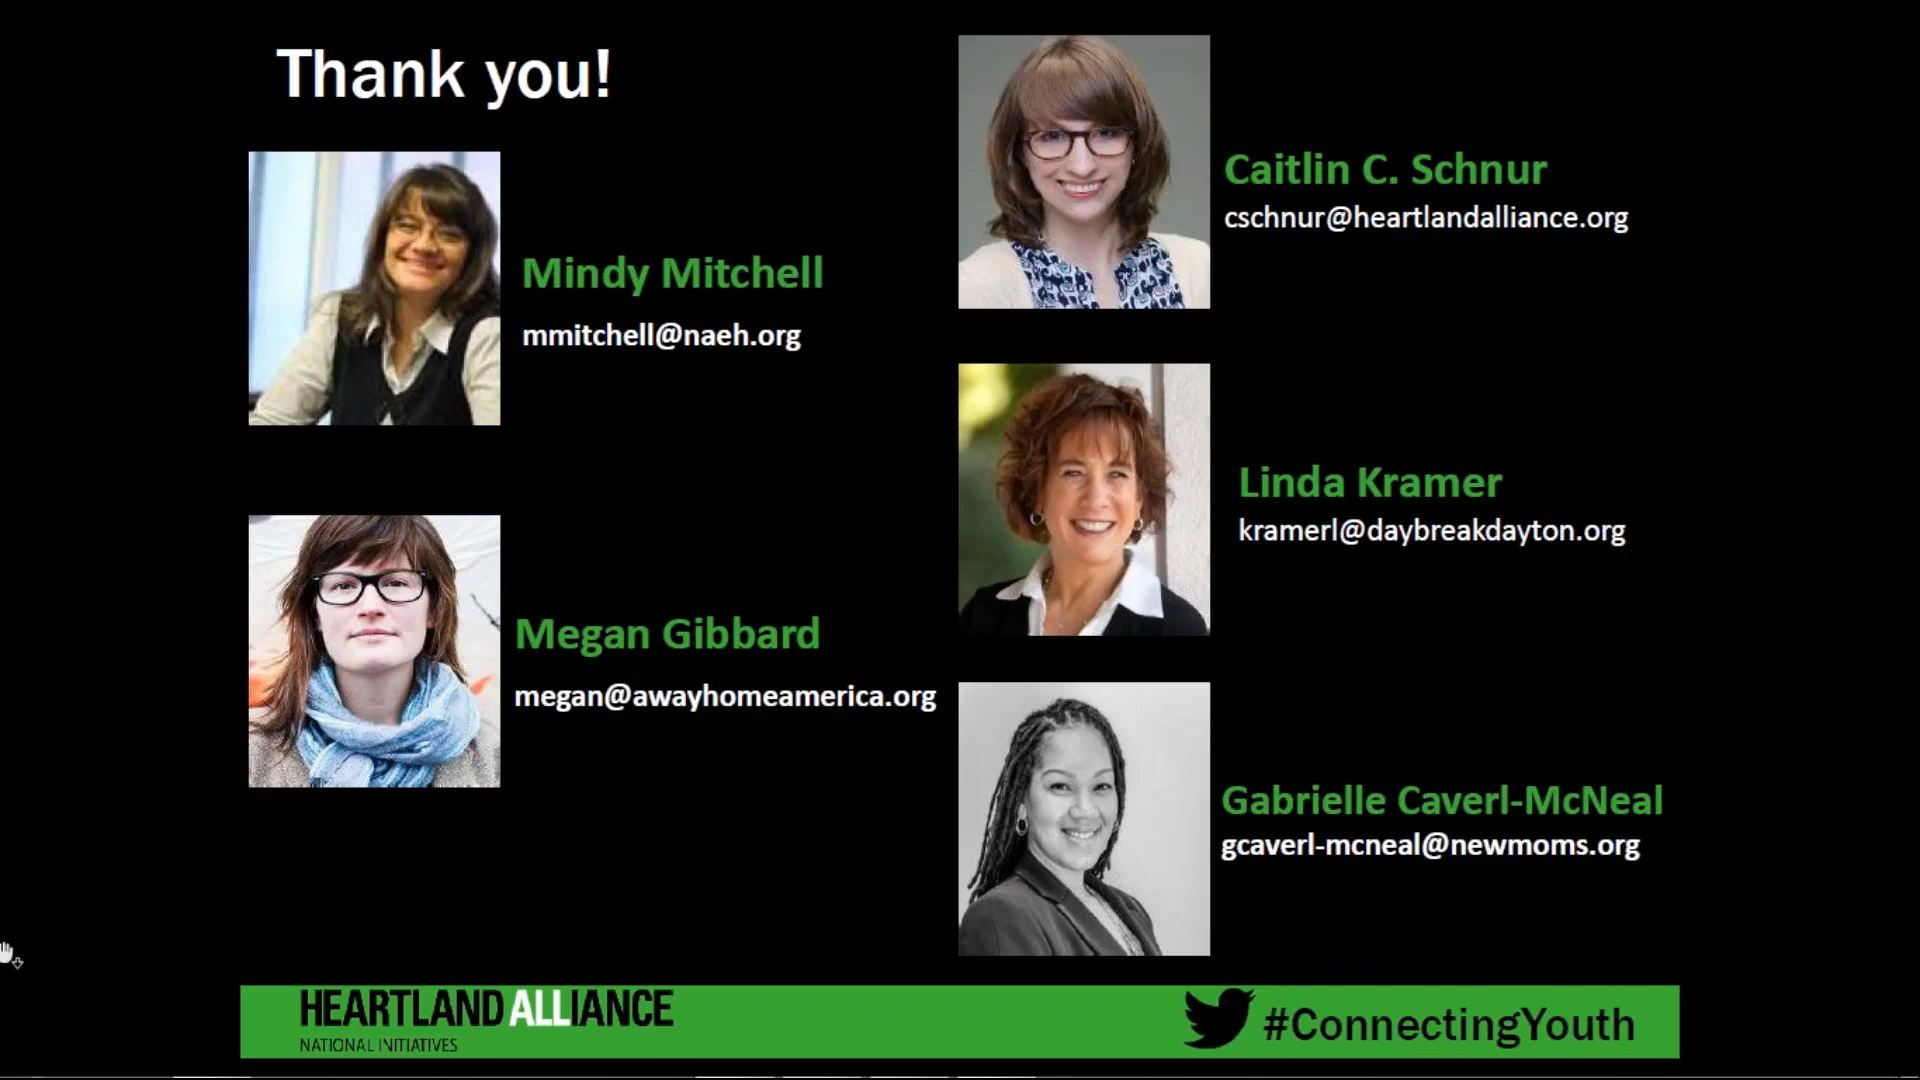 Thank you!
Mindy Mitchell
mmitchell@naeh.org
Megan Gibbard
megan@awayhomeamerica.org
Caitlin C. Schnur
cschnur@heartlandalliance.org
Linda Kramer
kramerl@daybreakdayton.org
Gabrielle Caverl-McNeal
gcaverl-mcneal@newmoms.org
HEARTLAND ALLIANCE
NATIONAL INITIATIVES
#ConnectingYouth